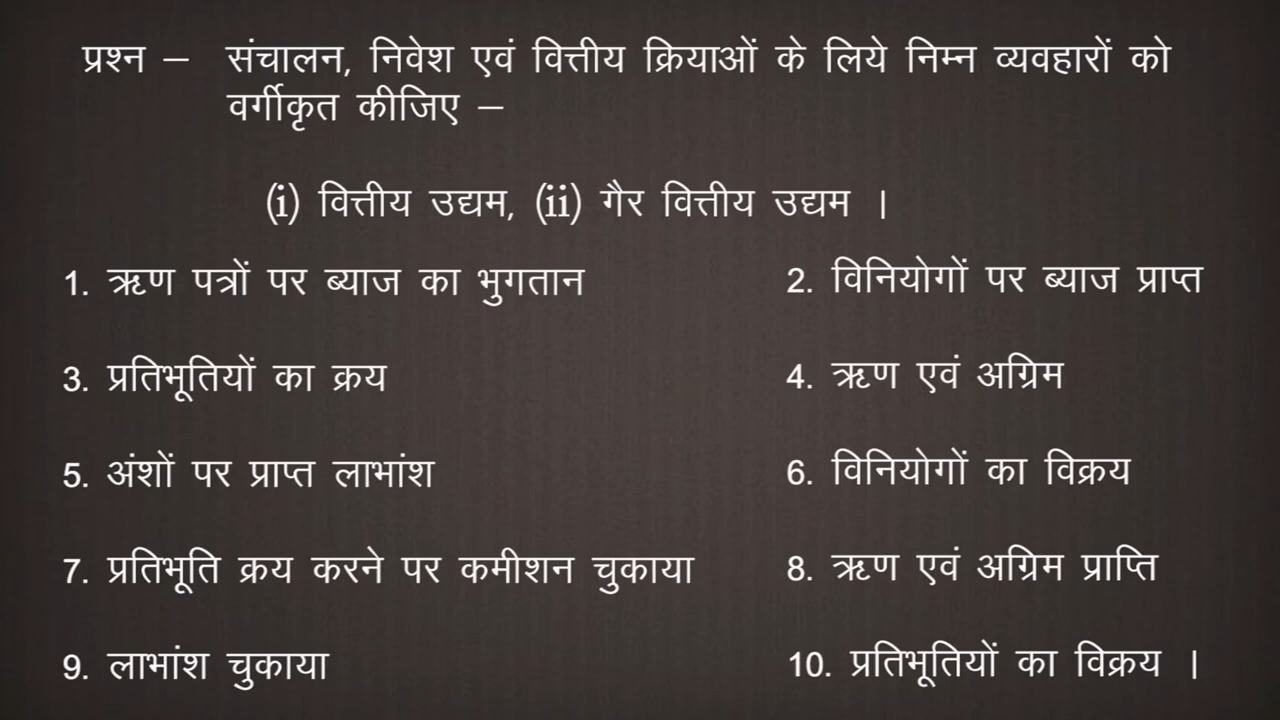 प्रश्न – संचालन, निवेश एवं वित्तीय क्रियाओं के लिये निम्न व्यवहारों को
वर्गीकृत कीजिए –
(i) वित्तीय उद्यम, (ii) गैर वित्तीय उद्यम ।
1. ऋण पत्रों पर ब्याज का भुगतान
2. विनियोगों पर ब्याज प्राप्त
3. प्रतिभूतियों का क्रय
4. ऋण एवं अग्रिम
5. अंशों पर प्राप्त लाभांश
6. विनियोगों का विक्रय
7. प्रतिभूति क्रय करने पर कमीशन चुकाया
8. ऋण एवं अग्रिम प्राप्ति
9. लाभांश चुकाया
10. प्रतिभूतियों का विक्रय ।